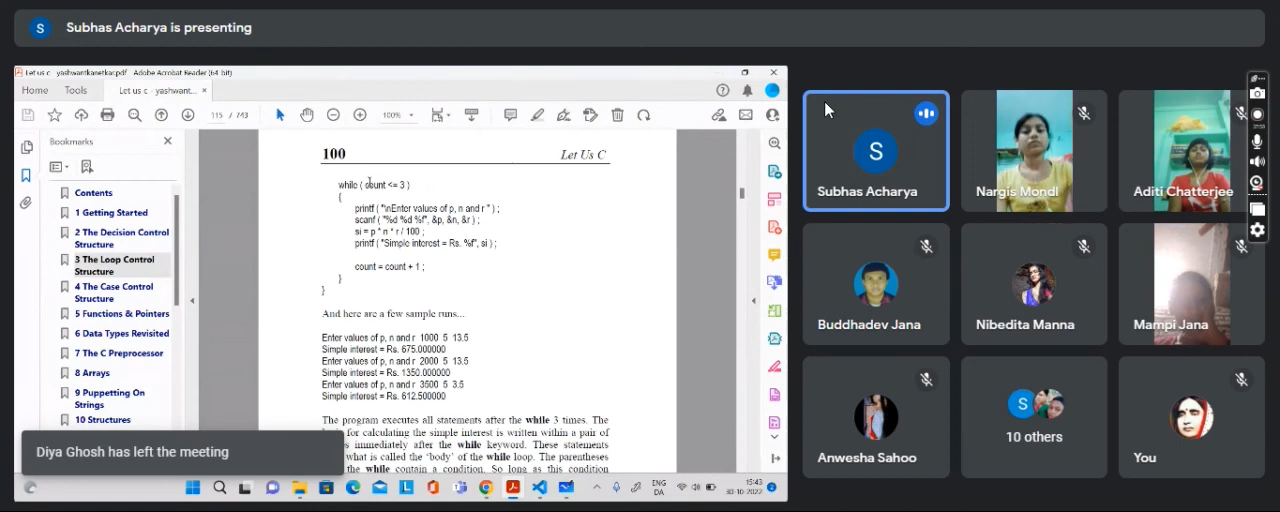 S Subhas Acharya is presenting
Let us c - yashwantkanetkar.pdf - Adobe Acrobat Reader (64-bit)
Home Tools Let us c - yashwant... ×
115 / 743 100%
Bookmarks ×
Contents
1 Getting Started
2 The Decision Control
Structure
3 The Loop Control
Structure
4 The Case Control
Structure
5 Functions & Pointers
6 Data Types Revisited
7 The C Preprocessor
8 Arrays
9 Puppetting On
Strings
10 Structures
100 Let Us C
while ( count <= 3 )
{
printf ( "\nEnter values of p, n and r " ) ;
scanf ( "%d %d %f", &p, &n, &r ) ;
si = p * n * r / 100 ;
printf ( "Simple interest = Rs. %f", si ) ;
count = count + 1 ;
}
}
And here are a few sample runs...
Enter values of p, n and r 1000 5 13.5
Simple interest = Rs. 675.000000
Enter values of p, n and r 2000 5 13.5
Simple interest = Rs. 1350.000000
Enter values of p, n and r 3500 5 3.5
Simple interest = Rs. 612.500000
The program executes all statements after the while 3 times. The
for calculating the simple interest is written within a pair of
s immediately after the while keyword. These statements
what is called the ‘body’ of the while loop. The parentheses
the while contain a condition. So long as this condition
Diya Ghosh has left the meeting
ENG
DA
15:43
30-10-2022
S
Subhas Acharya
Nargis Mondl
Aditi Chatterjee
Buddhadev Jana
Nibedita Manna
Mampi Jana
Anwesha Sahoo
S
10 others
You